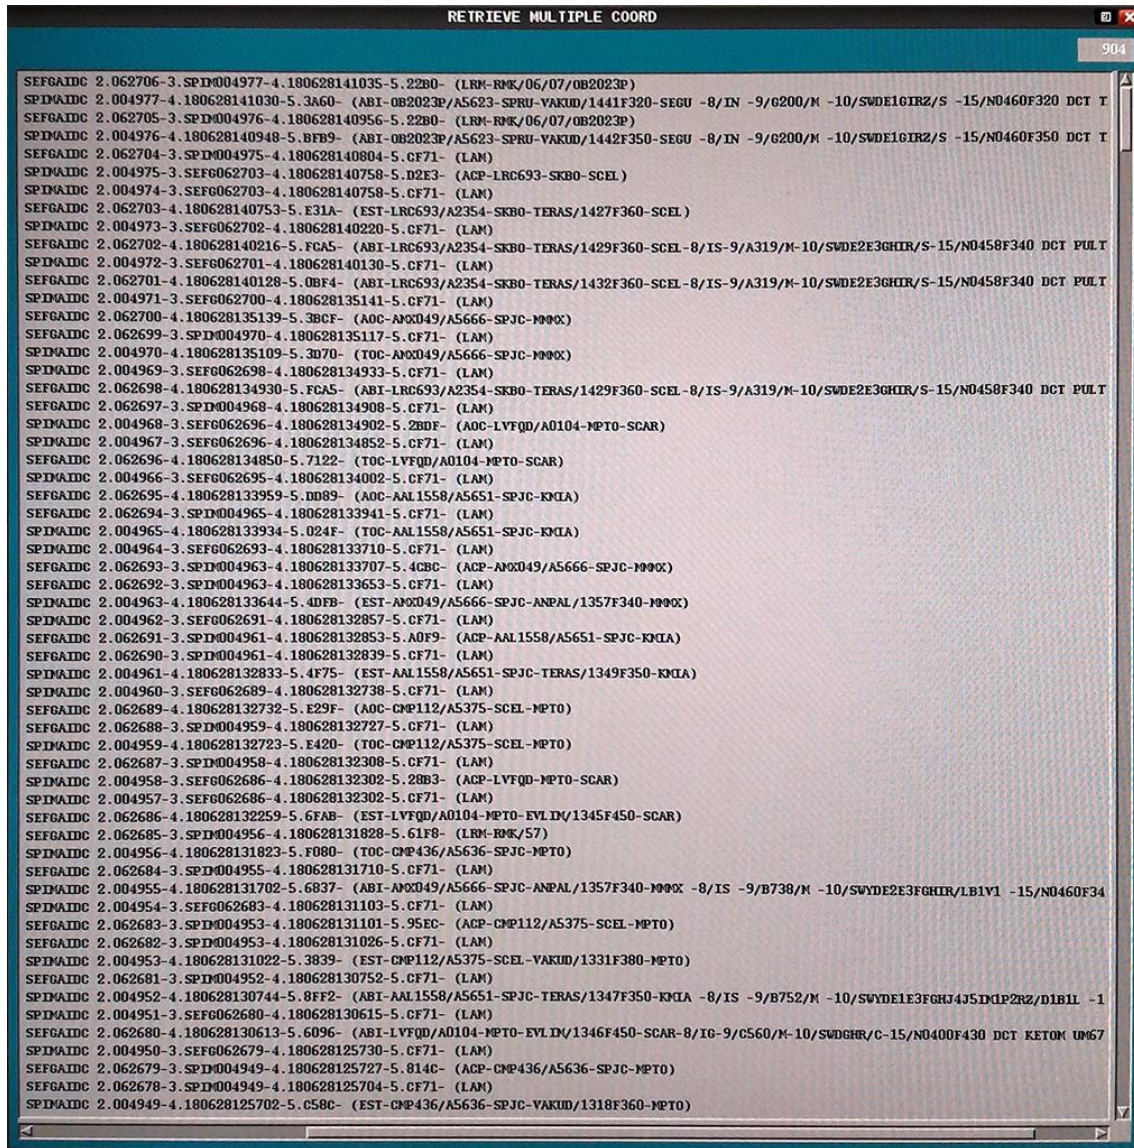 RETRIEVE MULTIPLE COORD
904
SEFGAIDC 2.062706-3.SPIM004977-4.180628141035-5.22B0- (LRM-RMK/06/07/OB2023P)
SPIMAIDC 2.004977-4.180628141030-5.3A60- (ABI-OB2023P/A5623-SPRU-VAKUD/1441F320-SEGU -8/IN -9/G200/M -10/SWDE1GIRZ/S -15/N0460F320 DCT T
SEFGAIDC 2.062705-3.SPIM004976-4.180628140956-5.22B0- (LRM-RMK/06/07/OB2023P)
SPIMAIDC 2.004976-4.180628140948-5.BFB9- (ABI-OB2023P/A5623-SPRU-VAKUD/1442F350-SEGU -8/IN -9/G200/M -10/SWDE1GIRZ/S -15/N0460F350 DCT T
SEFGAIDC 2.062704-3.SPIM004975-4.180628140804-5.CF71- (LAM)
SPIMAIDC 2.004975-3.SEFG062703-4.180628140758-5.D2E3- (ACP-LRC693-SKBO-SCEL)
SPIMAIDC 2.004974-3.SEFG062703-4.180628140758-5.CF71- (LAM)
SEFGAIDC 2.062703-4.180628140753-5.E31A- (EST-LRC693/A2354-SKBO-TERAS/1427F360-SCEL)
SPIMAIDC 2.004973-3.SEFG062702-4.180628140220-5.CF71- (LAM)
SEFGAIDC 2.062702-4.180628140216-5.FCA5- (ABI-LRC693/A2354-SKBO-TERAS/1429F360-SCEL-8/IS-9/A319/M-10/SWDE2E3GHIR/S-15/N0458F340 DCT PULT
SPIMAIDC 2.004972-3.SEFG062701-4.180628140130-5.CF71- (LAM)
SEFGAIDC 2.062701-4.180628140128-5.0BF4- (ABI-LRC693/A2354-SKBO-TERAS/1432F360-SCEL-8/IS-9/A319/M-10/SWDE2E3GHIR/S-15/N0458F340 DCT PULT
SPIMAIDC 2.004971-3.SEFG062700-4.180628135141-5.CF71- (LAM)
SEFGAIDC 2.062700-4.180628135139-5.3BCF- (AOC-AMX049/A5666-SPJC-MMMX)
SEFGAIDC 2.062699-3.SPIM004970-4.180628135117-5.CF71- (LAM)
SPIMAIDC 2.004970-4.180628135109-5.3D70- (TOC-AMX049/A5666-SPJC-MMMX)
SPIMAIDC 2.004969-3.SEFG062698-4.180628134933-5.CF71- (LAM)
SEFGAIDC 2.062698-4.180628134930-5.FCA5- (ABI-LRC693/A2354-SKBO-TERAS/1429F360-SCEL-8/IS-9/A319/M-10/SWDE2E3GHIR/S-15/N0458F340 DCT PULT
SEFGAIDC 2.062697-3.SPIM004968-4.180628134908-5.CF71- (LAM)
SPIMAIDC 2.004968-3.SEFG062696-4.180628134902-5.2BDF- (AOC-LVFQD/A0104-MPTO-SCAR)
SPIMAIDC 2.004967-3.SEFG062696-4.180628134852-5.CF71- (LAM)
SEFGAIDC 2.062696-4.180628134850-5.7122- (TOC-LVFQD/A0104-MPTO-SCAR)
SPIMAIDC 2.004966-3.SEFG062695-4.180628134002-5.CF71- (LAM)
SEFGAIDC 2.062695-4.180628133959-5.DD89- (AOC-AAL1558/A5651-SPJC-KMIA)
SEFGAIDC 2.062694-3.SPIM004965-4.180628133941-5.CF71- (LAM)
SPIMAIDC 2.004965-4.180628133934-5.024F- (TOC-AAL1558/A5651-SPJC-KMIA)
SPIMAIDC 2.004964-3.SEFG062693-4.180628133710-5.CF71- (LAM)
SEFGAIDC 2.062693-3.SPIM004963-4.180628133707-5.4CBC- (ACP-AMX049/A5666-SPJC-MMMX)
SEFGAIDC 2.062692-3.SPIM004963-4.180628133653-5.CF71- (LAM)
SPIMAIDC 2.004963-4.180628133644-5.4DFB- (EST-AMX049/A5666-SPJC-ANPAL/1357F340-MMMX)
SPIMAIDC 2.004962-3.SEFG062691-4.180628132857-5.CF71- (LAM)
SEFGAIDC 2.062691-3.SPIM004961-4.180628132853-5.A0F9- (ACP-AAL1558/A5651-SPJC-KMIA)
SEFGAIDC 2.062690-3.SPIM004961-4.180628132839-5.CF71- (LAM)
SPIMAIDC 2.004961-4.180628132833-5.4F75- (EST-AAL1558/A5651-SPJC-TERAS/1349F350-KMIA)
SPIMAIDC 2.004960-3.SEFG062689-4.180628132738-5.CF71- (LAM)
SEFGAIDC 2.062689-4.180628132732-5.E29F- (AOC-CMP112/A5375-SCEL-MPTO)
SEFGAIDC 2.062688-3.SPIM004959-4.180628132727-5.CF71- (LAM)
SPIMAIDC 2.004959-4.180628132723-5.E420- (TOC-CMP112/A5375-SCEL-MPTO)
SEFGAIDC 2.062687-3.SPIM004958-4.180628132308-5.CF71- (LAM)
SPIMAIDC 2.004958-3.SEFG062686-4.180628132302-5.28B3- (ACP-LVFQD-MPTO-SCAR)
SPIMAIDC 2.004957-3.SEFG062686-4.180628132302-5.CF71- (LAM)
SEFGAIDC 2.062686-4.180628132259-5.6FAB- (EST-LVFQD/A0104-MPTO-EVLIM/1345F450-SCAR)
SEFGAIDC 2.062685-3.SPIM004956-4.180628131828-5.61F8- (LRM-RMK/57)
SPIMAIDC 2.004956-4.180628131823-5.F080- (TOC-CMP436/A5636-SPJC-MPTO)
SEFGAIDC 2.062684-3.SPIM004955-4.180628131710-5.CF71- (LAM)
SPIMAIDC 2.004955-4.180628131702-5.6837- (ABI-AMX049/A5666-SPJC-ANPAL/1357F340-MMMX -8/IS -9/B738/M -10/SWYDE2E3FGHIR/LB1V1 -15/N0460F34
SPIMAIDC 2.004954-3.SEFG062683-4.180628131103-5.CF71- (LAM)
SEFGAIDC 2.062683-3.SPIM004953-4.180628131101-5.95EC- (ACP-CMP112/A5375-SCEL-MPTO)
SEFGAIDC 2.062682-3.SPIM004953-4.180628131026-5.CF71- (LAM)
SPIMAIDC 2.004953-4.180628131022-5.3839- (EST-CMP112/A5375-SCEL-VAKUD/1331F380-MPTO)
SEFGAIDC 2.062681-3.SPIM004952-4.180628130752-5.CF71- (LAM)
SPIMAIDC 2.004952-4.180628130744-5.8FF2- (ABI-AAL1558/A5651-SPJC-TERAS/1347F350-KMIA -8/IS -9/B752/M -10/SWYDE1E3FGHJ4J5IM1P2RZ/D1B1L -1
SPIMAIDC 2.004951-3.SEFG062680-4.180628130615-5.CF71- (LAM)
SEFGAIDC 2.062680-4.180628130613-5.6096- (ABI-LVFQD/A0104-MPTO-EVLIM/1346F450-SCAR-8/IG-9/C560/M-10/SWDGHR/C-15/N0400F430 DCT KETOM UM67
SPIMAIDC 2.004950-3.SEFG062679-4.180628125730-5.CF71- (LAM)
SEFGAIDC 2.062679-3.SPIM004949-4.180628125727-5.814C- (ACP-CMP436/A5636-SPJC-MPTO)
SEFGAIDC 2.062678-3.SPIM004949-4.180628125704-5.CF71- (LAM)
SPIMAIDC 2.004949-4.180628125702-5.C58C- (EST-CMP436/A5636-SPJC-VAKUD/1318F360-MPTO)